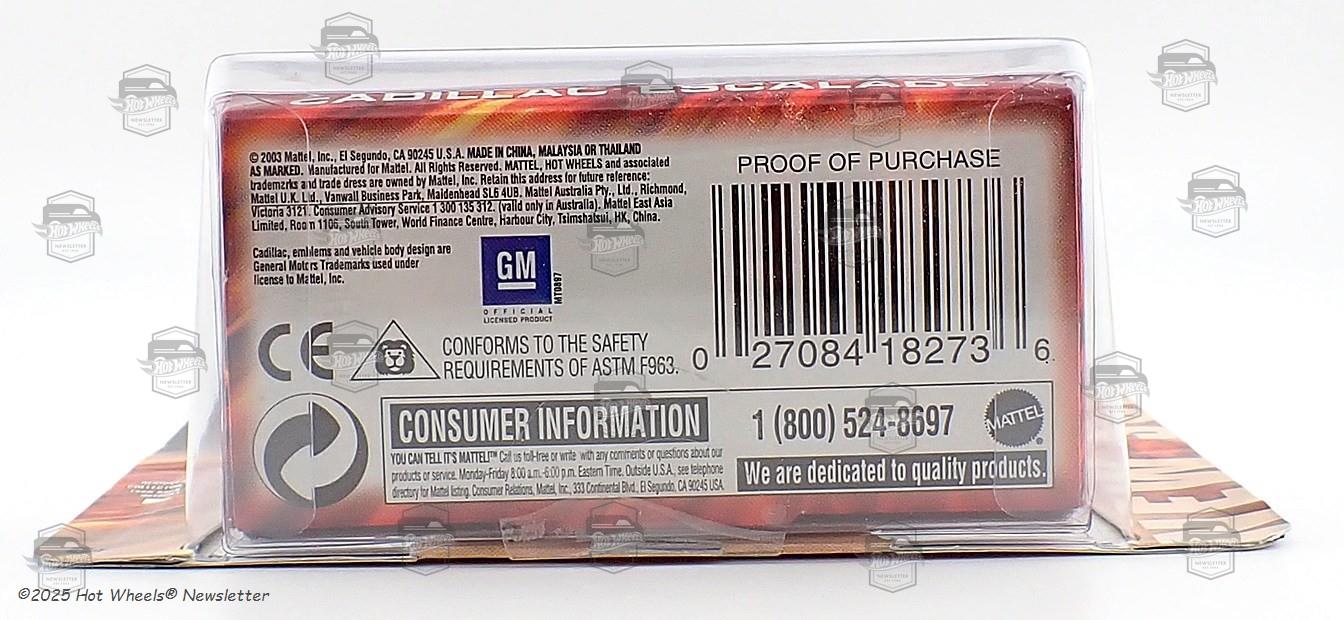 CADILLAC ESCALADE
© 2003 Mattel, Inc., El Segundo, CA 90245 U.S.A. MADE IN CHINA, MALAYSIA OR THAILAND
AS MARKED. Manufactured for Mattel. All Rights Reserved. MATTEL, HOT WHEELS and associated
trademarks and trade dress are owned by Mattel, Inc. Retain this address for future reference:
Mattel U.K. Ltd., Vanwall Business Park, Maidenhead SL6 4UB. Mattel Australia Pty., Ltd., Richmond,
Victoria 3121. Consumer Advisory Service 1 300 135 312. (valid only in Australia). Mattel East Asia
Limited, Room 1106, South Tower, World Finance Centre, Harbour City, Tsimshatsui, HK, China.
Cadillac, emblems and vehicle body design are
General Motors Trademarks used under
license to Mattel, Inc.
GM
OFFICIAL
LICENSED PRODUCT
MT0897
CE
CONFORMS TO THE SAFETY
REQUIREMENTS OF ASTM F963.
PROOF OF PURCHASE
0 27084 18273 6
CONSUMER INFORMATION
YOU CAN TELL IT'S MATTEL!™ Call us toll-free or write with any comments or questions about our
products or service. Monday-Friday 8:00 a.m.-6:00 p.m. Eastern Time. Outside U.S.A., see telephone
directory for Mattel listing. Consumer Relations, Mattel, Inc., 333 Continental Blvd., El Segundo, CA 90245 USA.
1 (800) 524-8697
MATTEL®
We are dedicated to quality products.
©2025 Hot Wheels® Newsletter